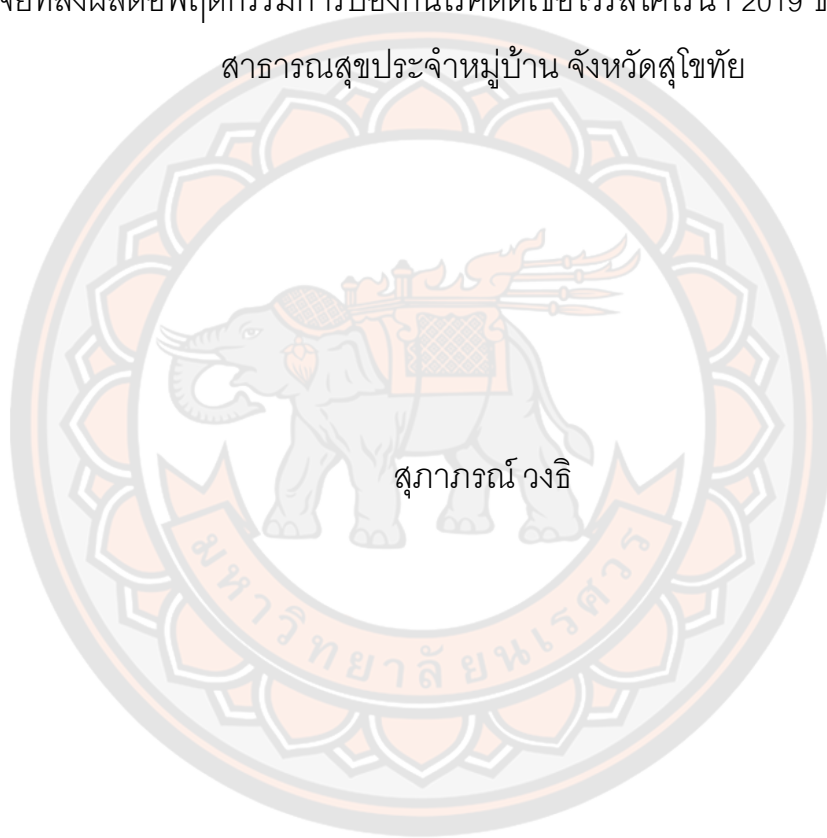 จัยที่ส่งผลต่อพฤติกรรมการป้องกันโรคติดเชื้อไวรัสโคโรนา 2019
สาธารณสุขประจำหมู่บ้าน จังหวัดสุโขทัย
สุภาภรณ์ วงธิ
มหาวิทยาลัยนเรศวร